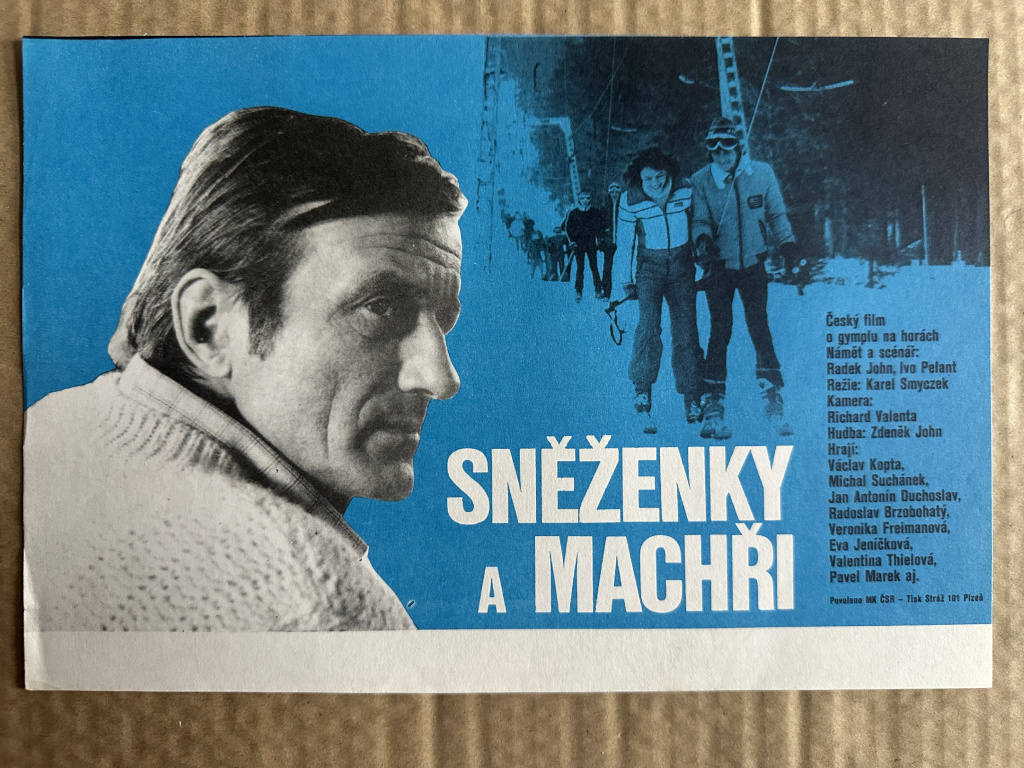 SNĚŽENKY
A MACHŘI
Český film
o gymplu na horách
Námět a scénář:
Radek John, Ivo Pelant
Režie: Karel Smyczek
Kamera:
Richard Valenta
Hudba: Zdeněk John
Hrají:
Václav Kopta,
Michal Suchánek,
Jan Antonín Duchoslav,
Radoslav Brzobohatý,
Veronika Freimanová,
Eva Jeníčková,
Valentina Thielová,
Pavel Marek aj.
Povoleno MK ČSR – Tisk Stráž 101 Plzeň